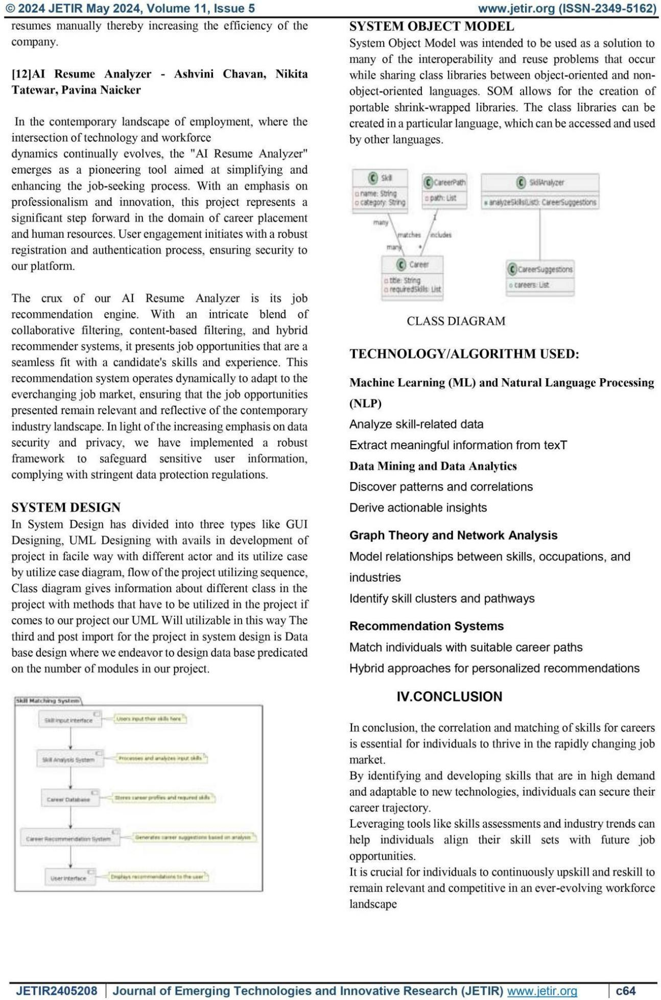 © 2024 JETIR May 2024, Volume 11, Issue 5
www.jetir.org (ISSN-2349-5162)
resumes manually thereby increasing the efficiency of the
company.
[12]AI Resume Analyzer - Ashvini Chavan, Nikita
Tatewar, Pavina Naicker
In the contemporary landscape of employment, where the
intersection of technology and workforce
dynamics continually evolves, the "AI Resume Analyzer"
emerges as a pioneering tool aimed at simplifying and
enhancing the job-seeking process. With an emphasis on
professionalism and innovation, this project represents a
significant step forward in the domain of career placement
and human resources. User engagement initiates with a robust
registration and authentication process, ensuring security to
our platform.
The crux of our AI Resume Analyzer is its job
recommendation engine. With an intricate blend of
collaborative filtering, content-based filtering, and hybrid
recommender systems, it presents job opportunities that are a
seamless fit with a candidate's skills and experience. This
recommendation system operates dynamically to adapt to the
everchanging job market, ensuring that the job opportunities
presented remain relevant and reflective of the contemporary
industry landscape. In light of the increasing emphasis on data
security and privacy, we have implemented a robust
framework to safeguard sensitive user information,
complying with stringent data protection regulations.
SYSTEM DESIGN
In System Design has divided into three types like GUI
Designing, UML Designing with avails in development of
project in facile way with different actor and its utilize case
by utilize case diagram, flow of the project utilizing sequence,
Class diagram gives information about different class in the
project with methods that have to be utilized in the project if
comes to our project our UML Will utilizable in this way The
third and post import for the project in system design is Data
base design where we endeavor to design data base predicated
on the number of modules in our project.
Skill Matching System
Skill Input Interface
Users input their skills here
Skill Analysis System
Processes and analyzes input skills
Career Database
Stores career profiles and required skills
Career Recommendation System
Generates career suggestions based on analysis
User Interface
Displays recommendations to the user
SYSTEM OBJECT MODEL
System Object Model was intended to be used as a solution to
many of the interoperability and reuse problems that occur
while sharing class libraries between object-oriented and non-
object-oriented languages. SOM allows for the creation of
portable shrink-wrapped libraries. The class libraries can be
created in a particular language, which can be accessed and used
by other languages.
C Skill
name: String
category: String
C CareerPath
path: List
C SkillAnalyzer
analyzeSkills(List): CareerSuggestions
many
1
matches
includes
many
*
C Career
title: String
requiredSkills: List
C CareerSuggestions
careers: List
CLASS DIAGRAM
TECHNOLOGY/ALGORITHM USED:
Machine Learning (ML) and Natural Language Processing
(NLP)
Analyze skill-related data
Extract meaningful information from texT
Data Mining and Data Analytics
Discover patterns and correlations
Derive actionable insights
Graph Theory and Network Analysis
Model relationships between skills, occupations, and
industries
Identify skill clusters and pathways
Recommendation Systems
Match individuals with suitable career paths
Hybrid approaches for personalized recommendations
IV.CONCLUSION
In conclusion, the correlation and matching of skills for careers
is essential for individuals to thrive in the rapidly changing job
market.
By identifying and developing skills that are in high demand
and adaptable to new technologies, individuals can secure their
career trajectory.
Leveraging tools like skills assessments and industry trends can
help individuals align their skill sets with future job
opportunities.
It is crucial for individuals to continuously upskill and reskill to
remain relevant and competitive in an ever-evolving workforce
landscape
JETIR2405208
Journal of Emerging Technologies and Innovative Research (JETIR) www.jetir.org
c64